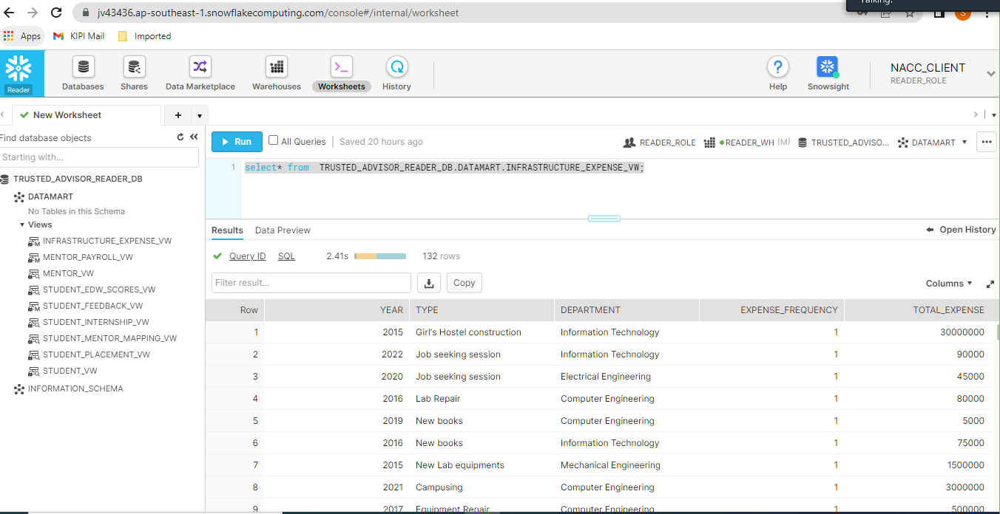 Talking:
jv43436.ap-southeast-1.snowflakecomputing.com/console#/internal/worksheet
S
Apps KIPI Mail Imported
Reader
Databases Shares Data Marketplace Warehouses Worksheets History
Help Snowsight
NACC_CLIENT
READER_ROLE
New Worksheet
Find database objects
Starting with...
TRUSTED_ADVISOR_READER_DB
DATAMART
No Tables in this Schema
Views
INFRASTRUCTURE_EXPENSE_VW
MENTOR_PAYROLL_VW
MENTOR_VW
STUDENT_EDW_SCORES_VW
STUDENT_FEEDBACK_VW
STUDENT_INTERNSHIP_VW
STUDENT_MENTOR_MAPPING_VW
STUDENT_PLACEMENT_VW
STUDENT_VW
INFORMATION_SCHEMA
Run All Queries Saved 20 hours ago READER_ROLE READER_WH (M) TRUSTED_ADVISO... DATAMART
1 select* from TRUSTED_ADVISOR_READER_DB.DATAMART.INFRASTRUCTURE_EXPENSE_VW;
Results Data Preview Open History
Query ID SQL 2.41s 132 rows
Filter result... Copy Columns
Row YEAR TYPE DEPARTMENT EXPENSE_FREQUENCY TOTAL_EXPENSE
1 2015 Girl's Hostel construction Information Technology 1 30000000
2 2022 Job seeking session Information Technology 1 90000
3 2020 Job seeking session Electrical Engineering 1 45000
4 2016 Lab Repair Computer Engineering 1 80000
5 2019 New books Computer Engineering 1 5000
6 2016 New books Information Technology 1 75000
7 2015 New Lab equipments Mechanical Engineering 1 1500000
8 2021 Campusing Computer Engineering 1 3000000
9 2017 Equipment Repair Computer Engineering 1 500000